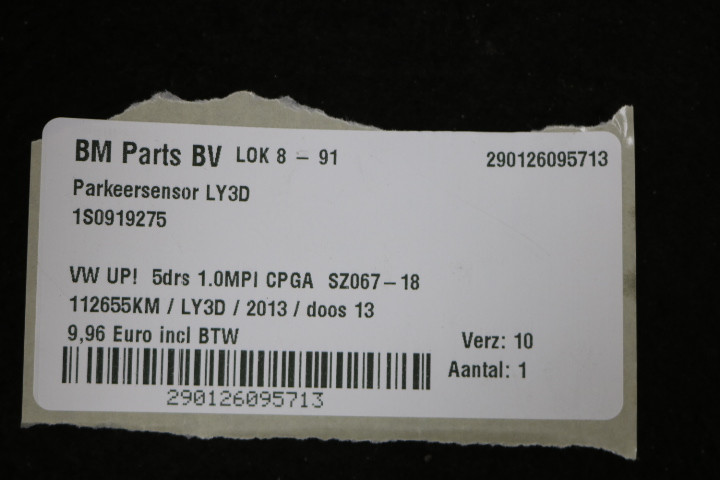 BM Parts BV LOK 8 - 91 290126095713
Parkeersensor LY3D
1S0919275
VW UP! 5drs 1.0MPI CPGA SZ067-18
112655KM / LY3D / 2013 / doos 13
9,96 Euro incl BTW
Verz: 10
Aantal: 1
290126095713